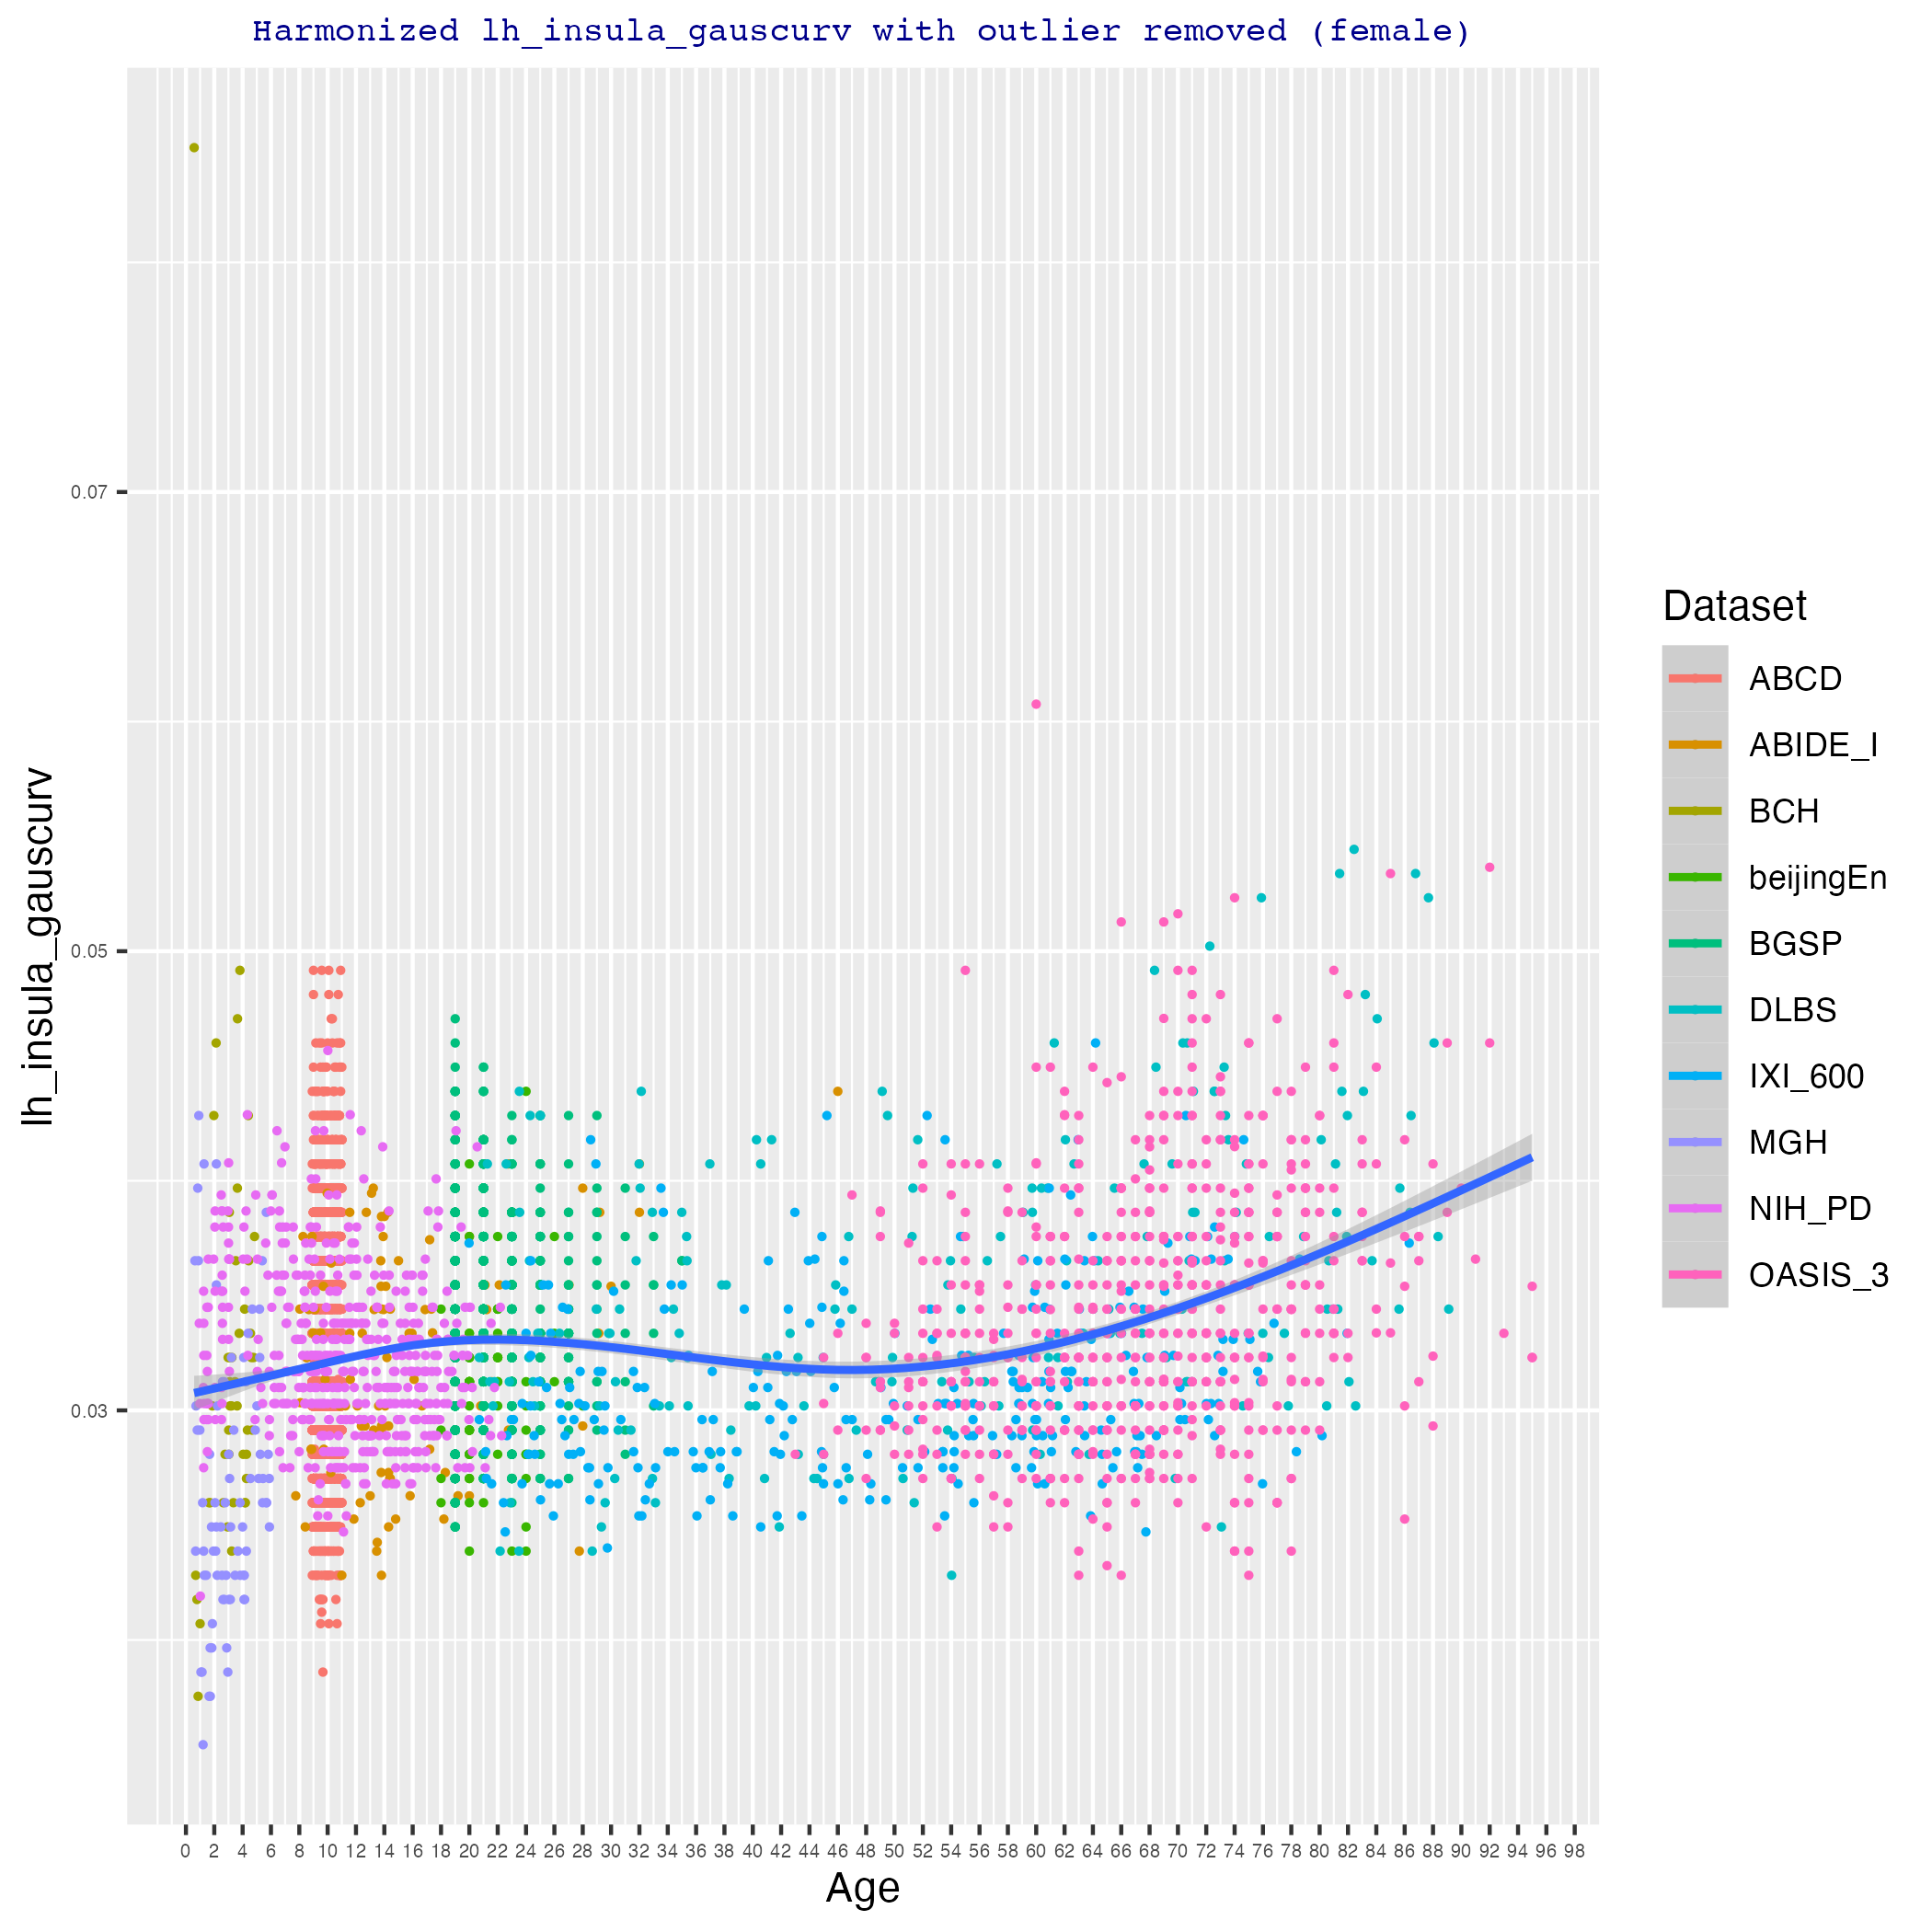 Harmonized lh_insula_gauscurv with outlier removed (female)
lh_insula_gauscurv
0.07
0.05
0.03
0 2 4 6 8 10 12 14 16 18 20 22 24 26 28 30 32 34 36 38 40 42 44 46 48 50 52 54 56 58 60 62 64 66 68 70 72 74 76 78 80 82 84 86 88 90 92 94 96 98
Age
Dataset
ABCD
ABIDE_I
BCH
beijingEn
BGSP
DLBS
IXI_600
MGH
NIH_PD
OASIS_3